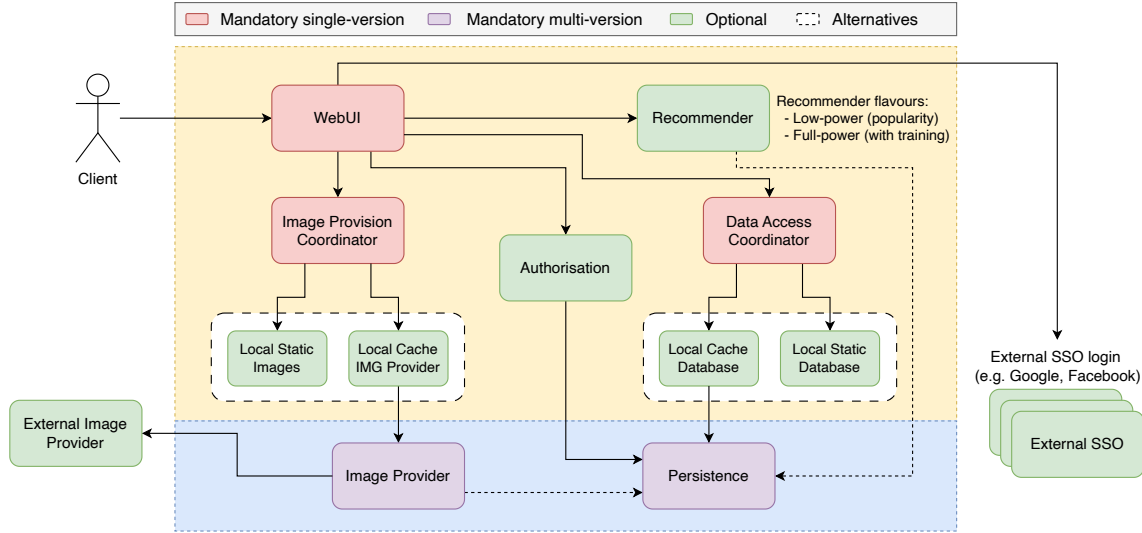 Mandatory single-version
Mandatory multi-version
Optional
Alternatives
Client
WebUI
Recommender
Recommender flavours:
- Low-power (popularity)
- Full-power (with training)
Image Provision
Coordinator
Authorisation
Data Access
Coordinator
Local Static
Images
Local Cache
IMG Provider
Local Cache
Database
Local Static
Database
External SSO login
(e.g. Google, Facebook)
External SSO
External Image
Provider
Image Provider
Persistence